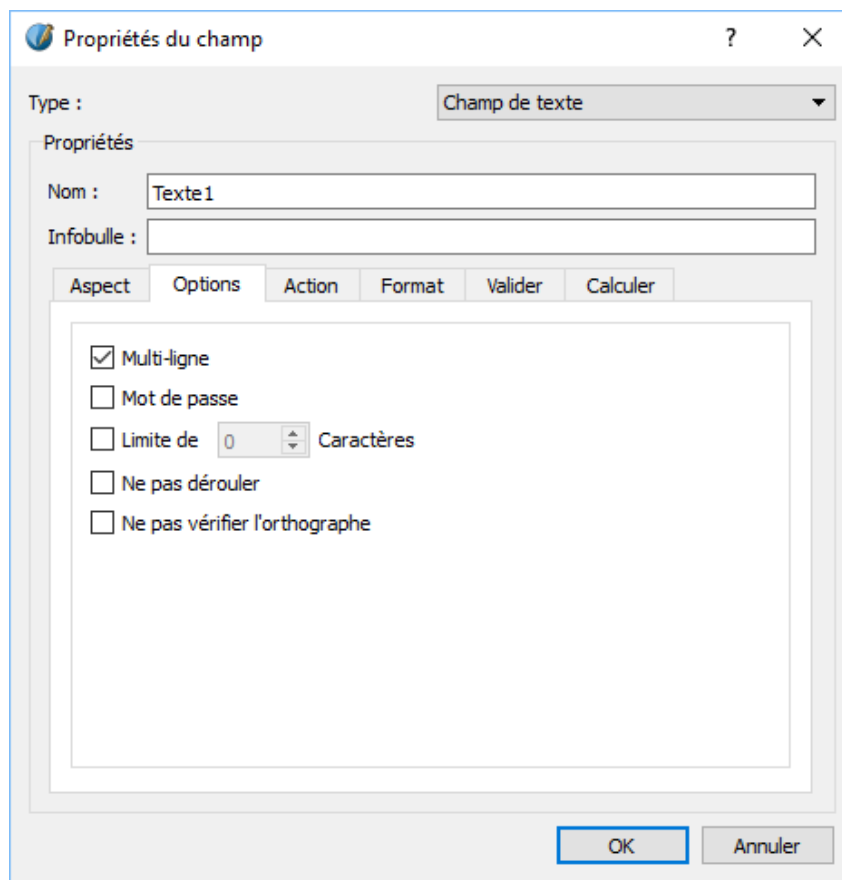 Propriétés du champ
Type : Champ de texte
Propriétés
Nom : Texte1
Infobulle :
Aspect Options Action Format Valider Calculer
Multi-ligne
Mot de passe
Limite de 0 Caractères
Ne pas dérouler
Ne pas vérifier l'orthographe
OK Annuler